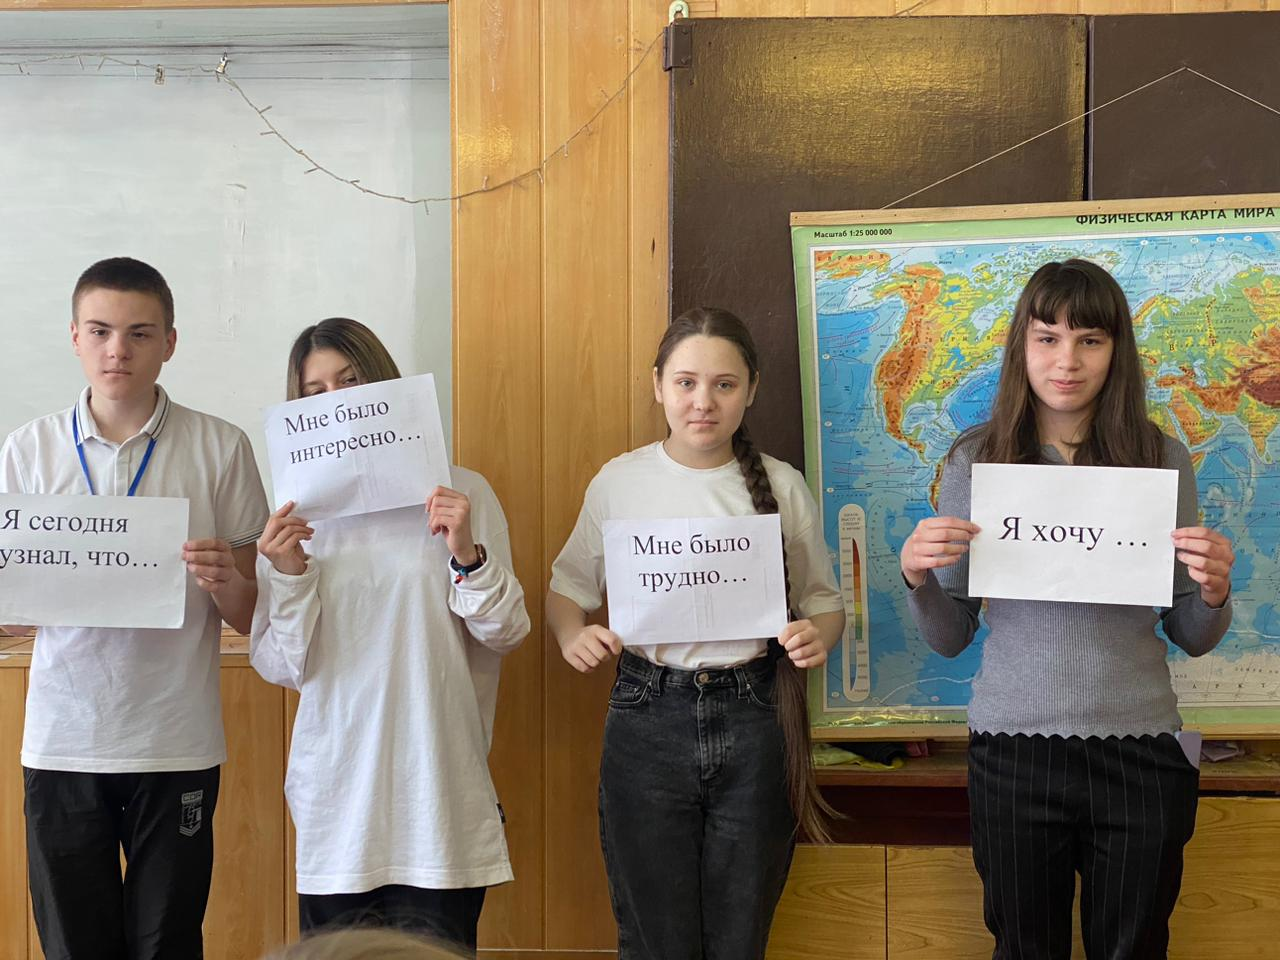 ФИЗИЧЕСКАЯ КАРТА МИРА
Масштаб 1:25 000 000
Я сегодня
узнал, что…
Мне было
интересно…
Мне было
трудно…
Я хочу …